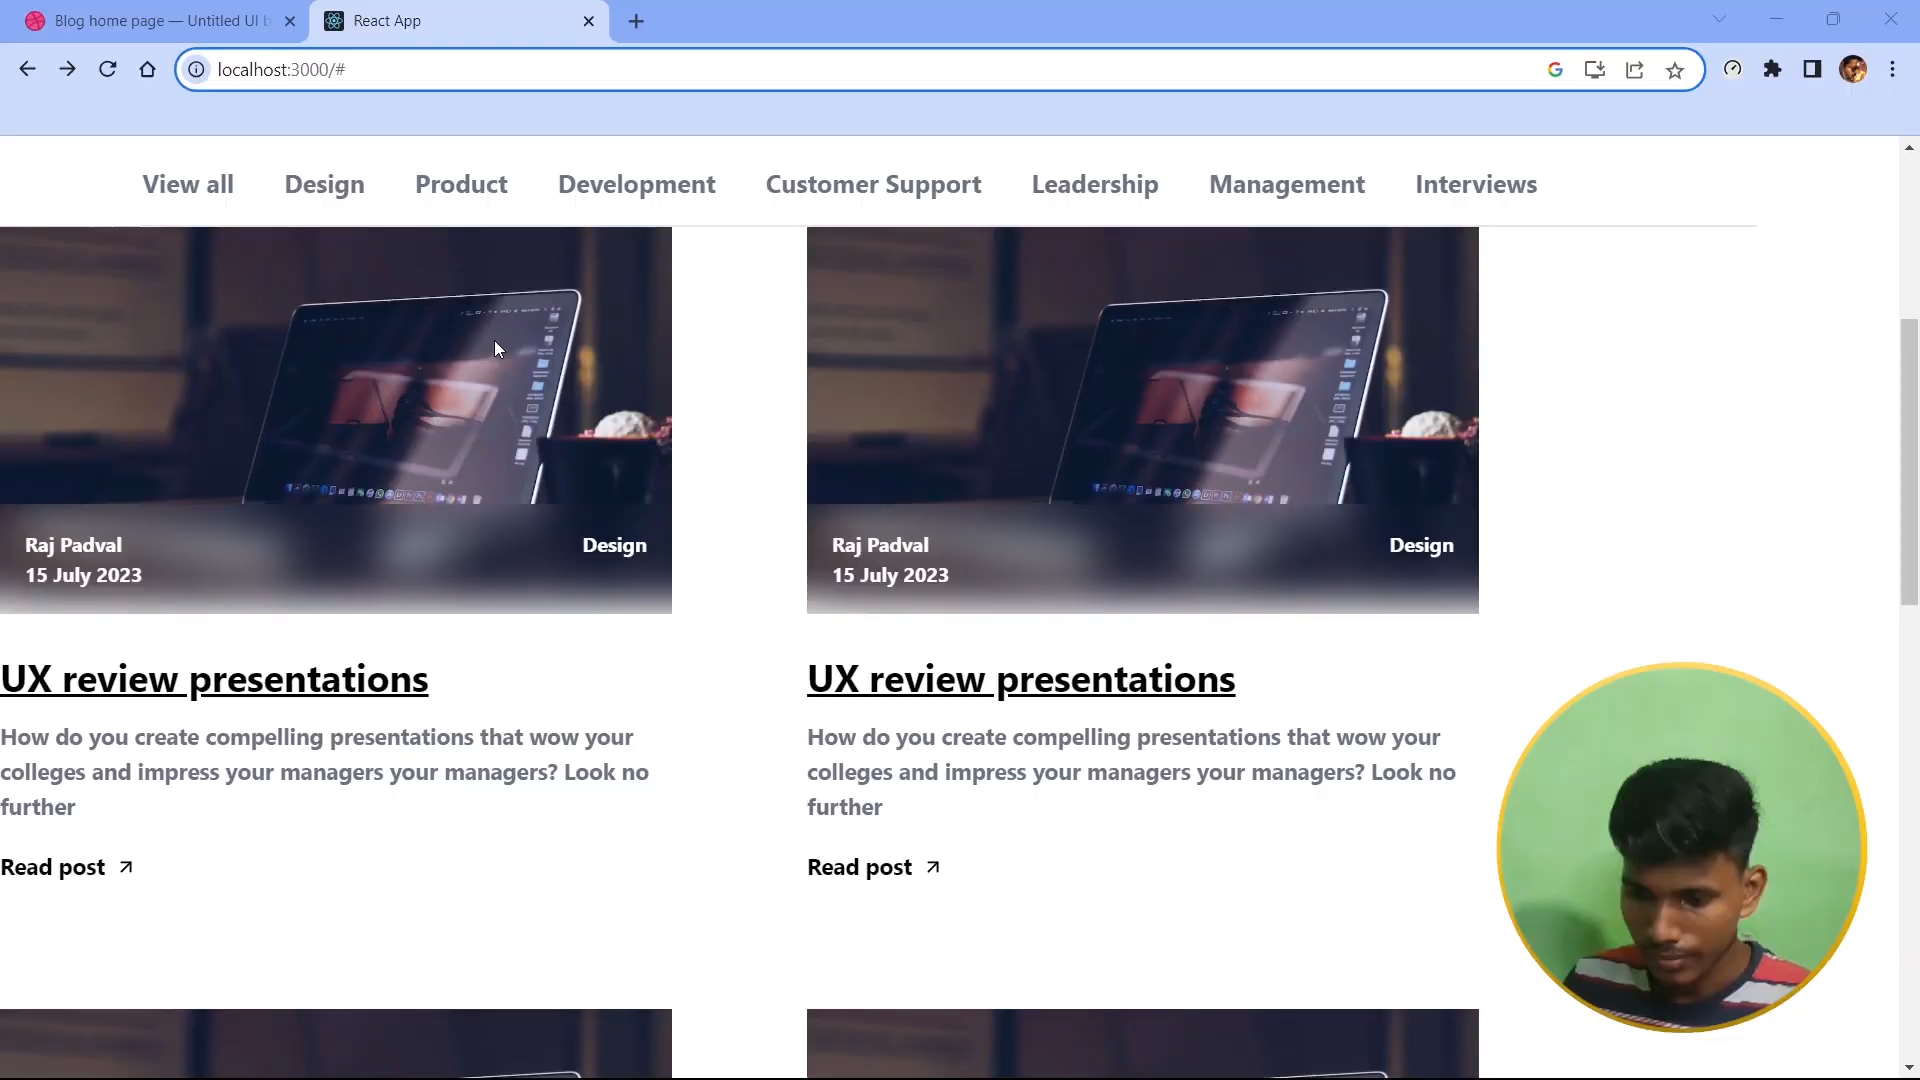 Blog home page — Untitled UI b
React App
localhost:3000/#
View all Design Product Development Customer Support Leadership Management Interviews
Raj Padval Design
15 July 2023
Raj Padval Design
15 July 2023
UX review presentations
How do you create compelling presentations that wow your
colleges and impress your managers your managers? Look no
further
Read post
UX review presentations
How do you create compelling presentations that wow your
colleges and impress your managers your managers? Look no
further
Read post